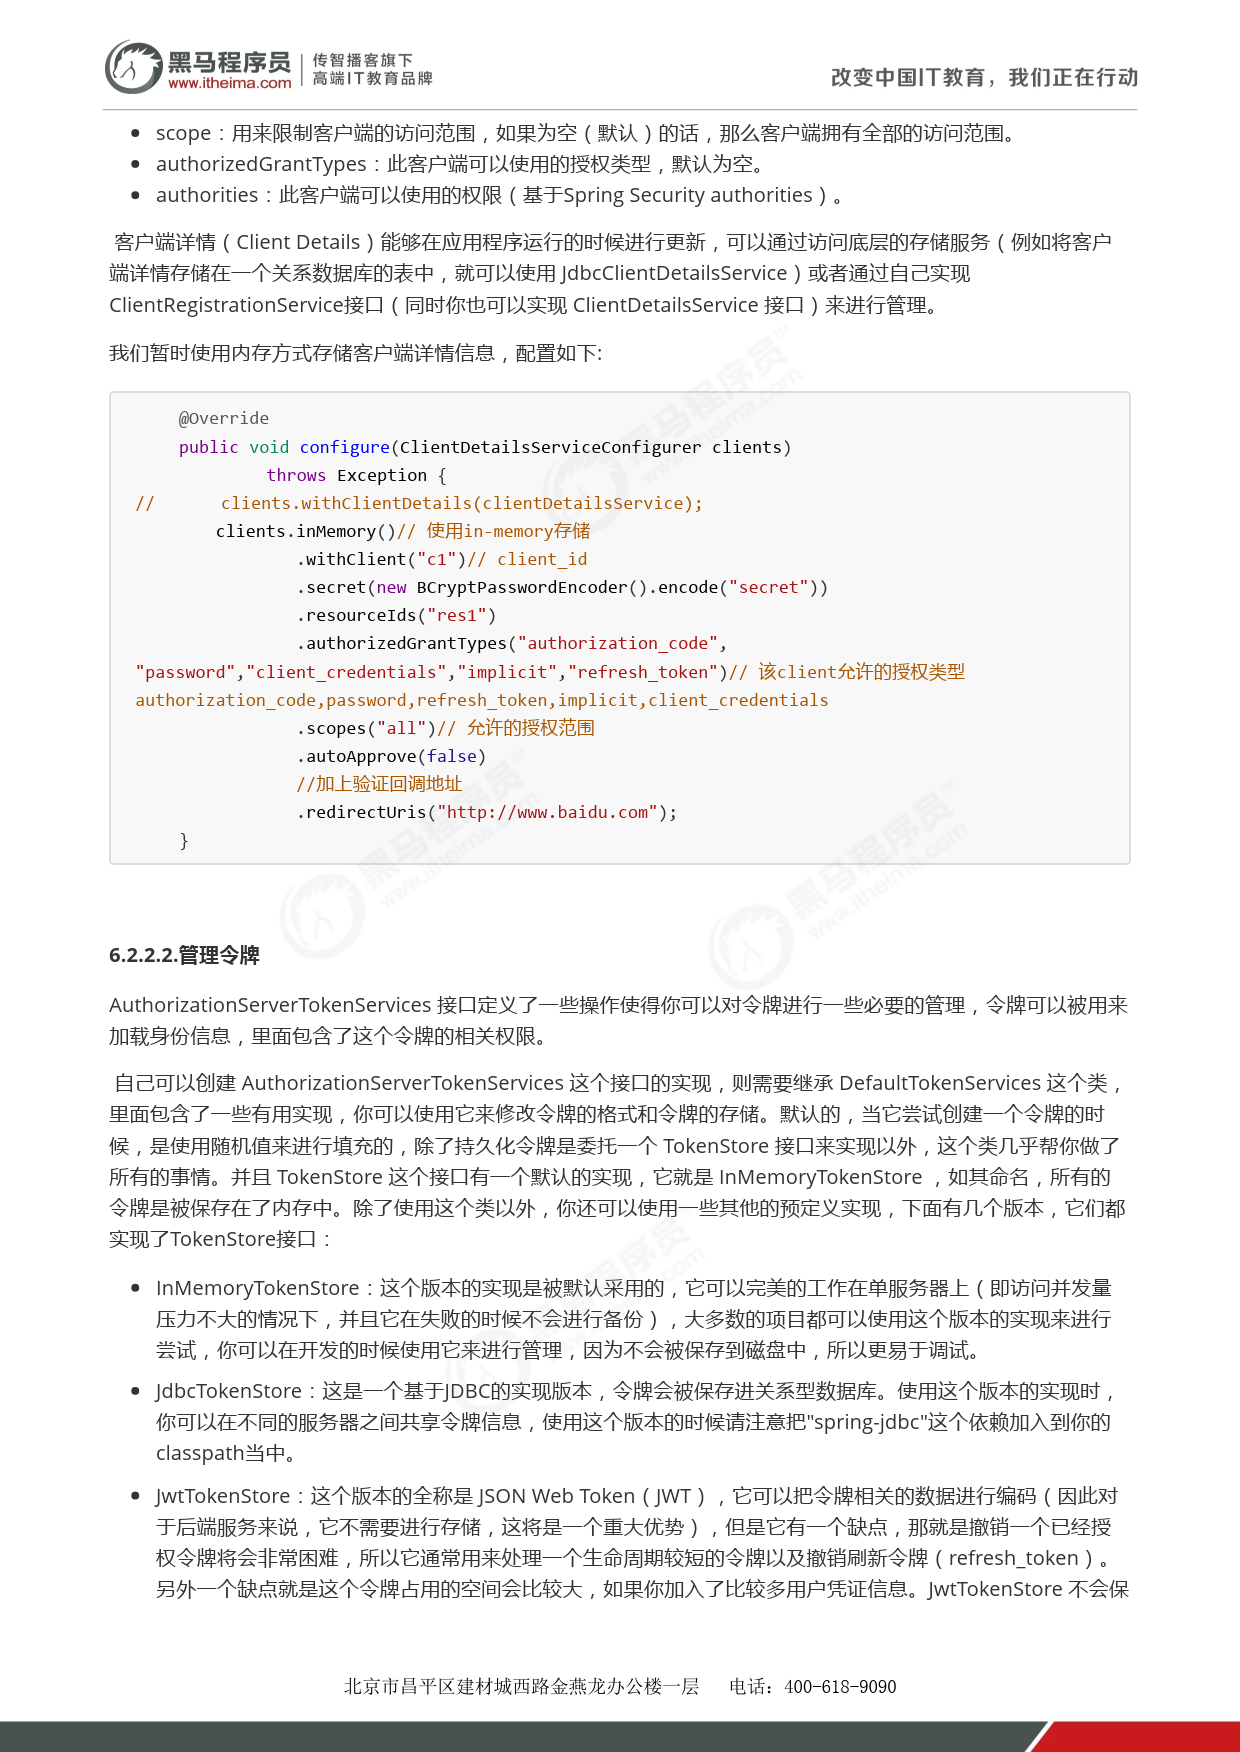 黑马程序员
www.itheima.com
传智播客旗下
高端IT教育品牌
改变中国IT教育，我们正在行动
scope：用来限制客户端的访问范围，如果为空（默认）的话，那么客户端拥有全部的访问范围。
authorizedGrantTypes：此客户端可以使用的授权类型，默认为空。
authorities：此客户端可以使用的权限（基于Spring Security authorities）。
客户端详情（Client Details）能够在应用程序运行的时候进行更新，可以通过访问底层的存储服务（例如将客户
端详情存储在一个关系数据库的表中，就可以使用 JdbcClientDetailsService）或者通过自己实现
ClientRegistrationService接口（同时你也可以实现 ClientDetailsService 接口）来进行管理。
我们暂时使用内存方式存储客户端详情信息，配置如下:
@Override
public void configure(ClientDetailsServiceConfigurer clients)
throws Exception {
// clients.withClientDetails(clientDetailsService);
clients.inMemory()// 使用in-memory存储
.withClient("c1")// client_id
.secret(new BCryptPasswordEncoder().encode("secret"))
.resourceIds("res1")
.authorizedGrantTypes("authorization_code",
"password","client_credentials","implicit","refresh_token")// 该client允许的授权类型
authorization_code,password,refresh_token,implicit,client_credentials
.scopes("all")// 允许的授权范围
.autoApprove(false)
//加上验证回调地址
.redirectUris("http://www.baidu.com");
}
6.2.2.2.管理令牌
AuthorizationServerTokenServices 接口定义了一些操作使得你可以对令牌进行一些必要的管理，令牌可以被用来
加载身份信息，里面包含了这个令牌的相关权限。
自己可以创建 AuthorizationServerTokenServices 这个接口的实现，则需要继承 DefaultTokenServices 这个类，
里面包含了一些有用实现，你可以使用它来修改令牌的格式和令牌的存储。默认的，当它尝试创建一个令牌的时
候，是使用随机值来进行填充的，除了持久化令牌是委托一个 TokenStore 接口来实现以外，这个类几乎帮你做了
所有的事情。并且 TokenStore 这个接口有一个默认的实现，它就是 InMemoryTokenStore ，如其命名，所有的
令牌是被保存在了内存中。除了使用这个类以外，你还可以使用一些其他的预定义实现，下面有几个版本，它们都
实现了TokenStore接口：
InMemoryTokenStore：这个版本的实现是被默认采用的，它可以完美的工作在单服务器上（即访问并发量
压力不大的情况下，并且它在失败的时候不会进行备份），大多数的项目都可以使用这个版本的实现来进行
尝试，你可以在开发的时候使用它来进行管理，因为不会被保存到磁盘中，所以更易于调试。
JdbcTokenStore：这是一个基于JDBC的实现版本，令牌会被保存进关系型数据库。使用这个版本的实现时，
你可以在不同的服务器之间共享令牌信息，使用这个版本的时候请注意把"spring-jdbc"这个依赖加入到你的
classpath当中。
JwtTokenStore：这个版本的全称是 JSON Web Token（JWT），它可以把令牌相关的数据进行编码（因此对
于后端服务来说，它不需要进行存储，这将是一个重大优势），但是它有一个缺点，那就是撤销一个已经授
权令牌将会非常困难，所以它通常用来处理一个生命周期较短的令牌以及撤销刷新令牌（refresh_token）。
另外一个缺点就是这个令牌占用的空间会比较大，如果你加入了比较多用户凭证信息。JwtTokenStore 不会保
北京市昌平区建材城西路金燕龙办公楼一层 电话：400-618-9090